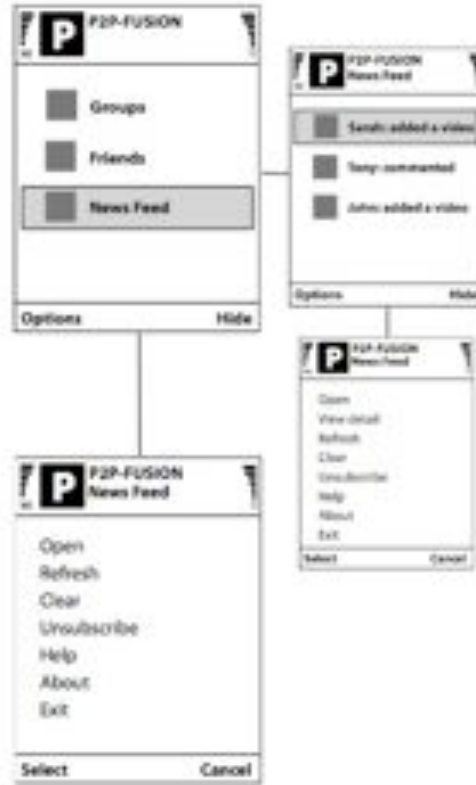 P
P2P-FUSION
Groups
Friends
News Feed
Options Hide
P
P2P-FUSION
News Feed
added a video
Tony commented
John added a video
Options Hide
P
P2P-FUSION
News Feed
Open
View detail
Refresh
Clear
Unsubscribe
Help
About
Exit
Select Cancel
P
P2P-FUSION
News Feed
Open
Refresh
Clear
Unsubscribe
Help
About
Exit
Select Cancel